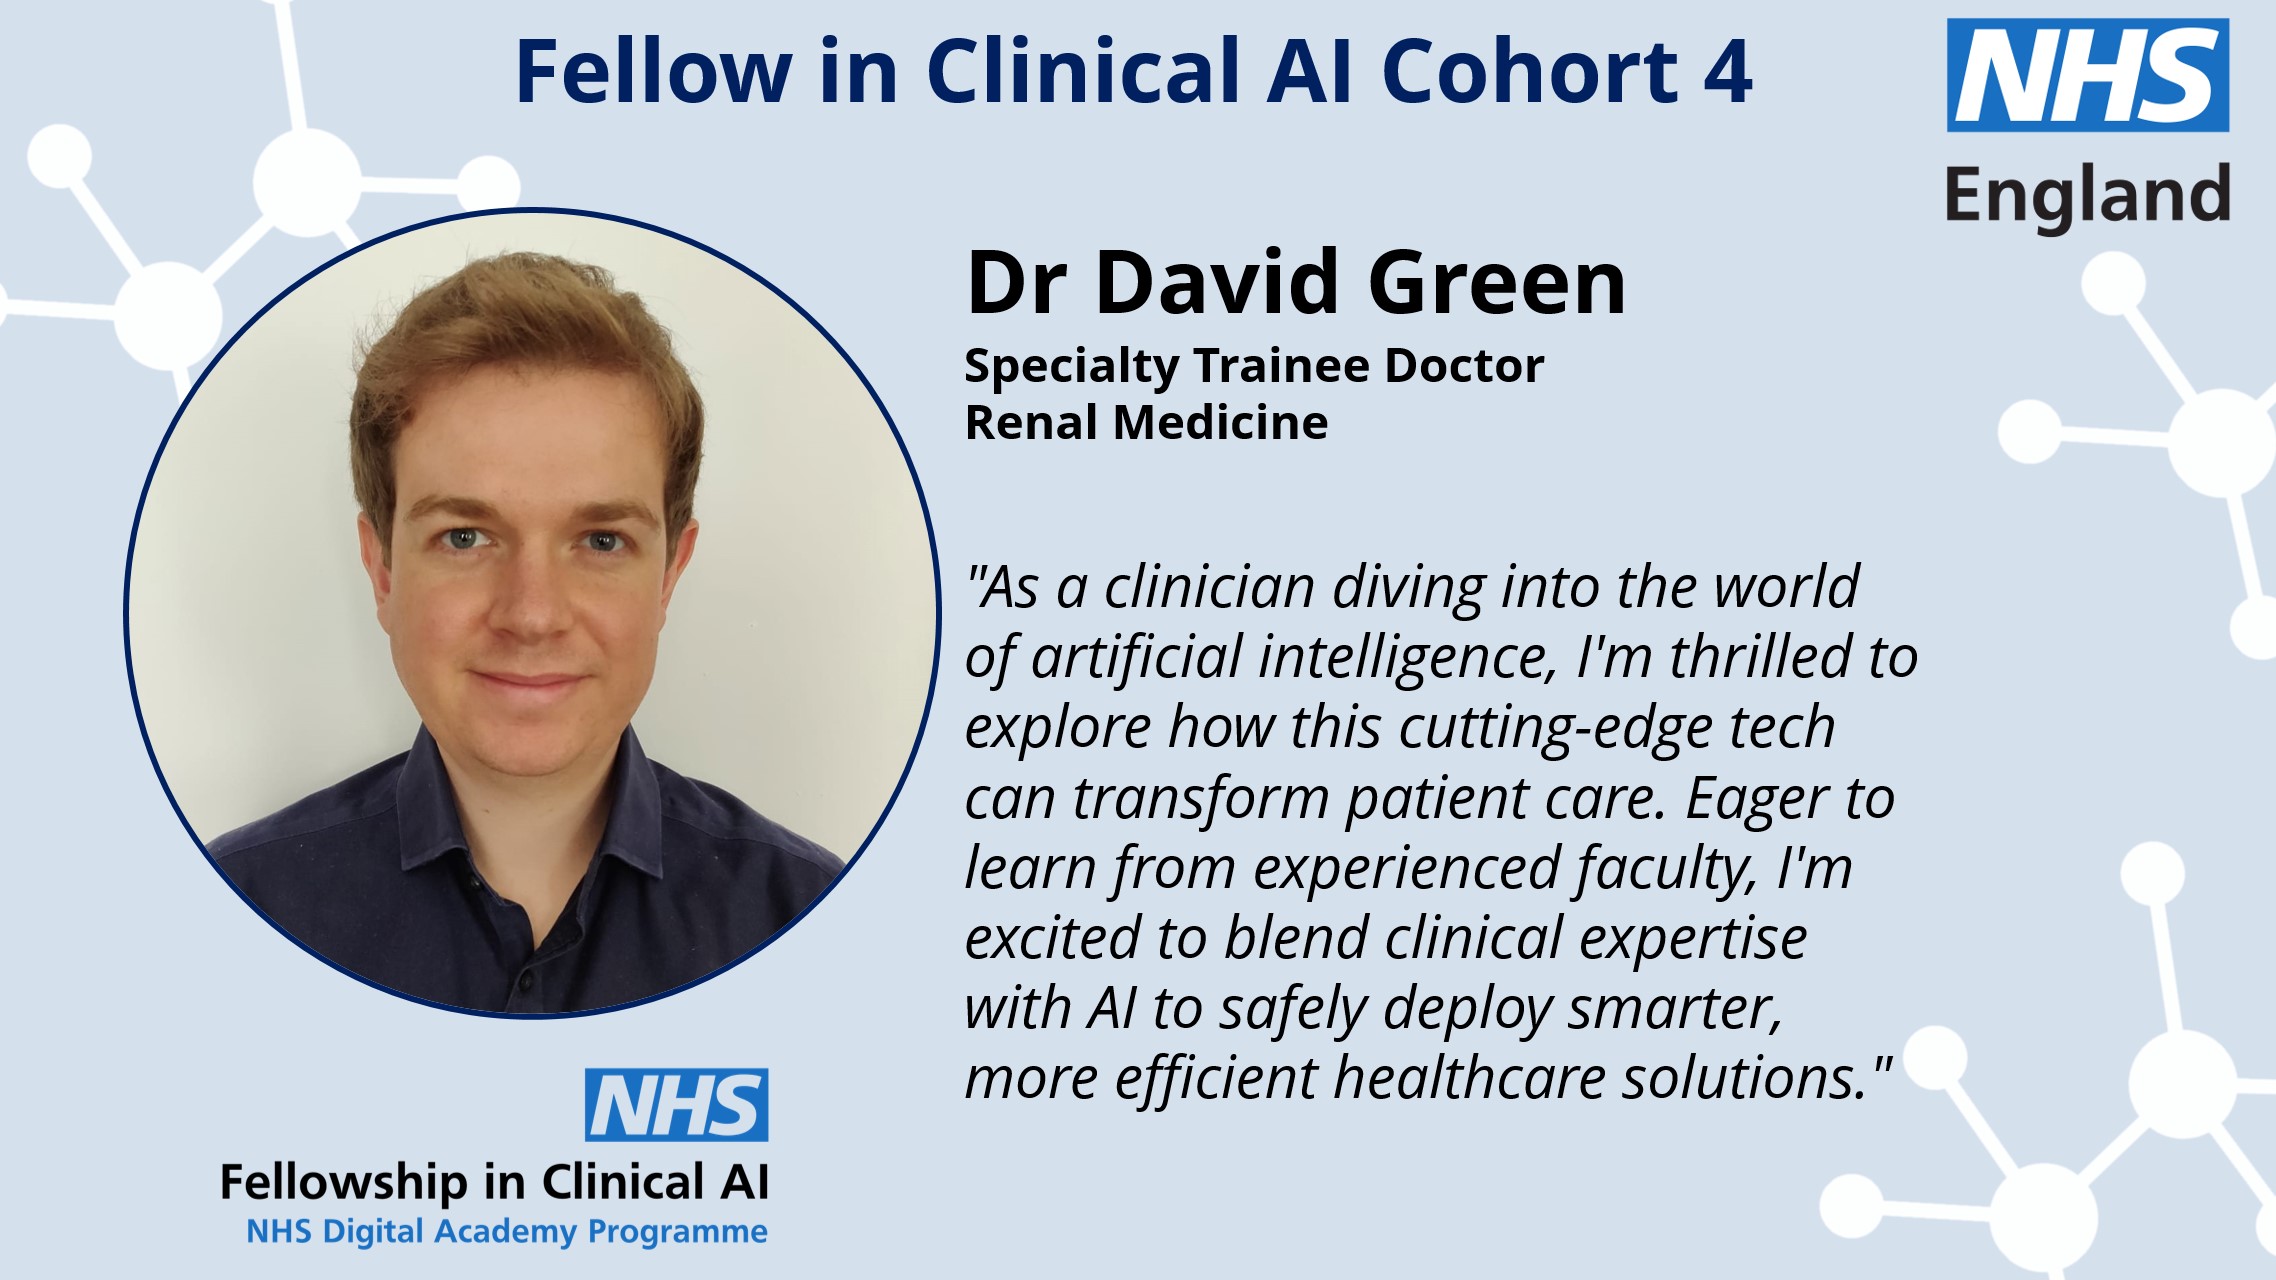 Fellow in Clinical AI Cohort 4
NHS
England
Dr David Green
Specialty Trainee Doctor
Renal Medicine
"As a clinician diving into the world
of artificial intelligence, I'm thrilled to
explore how this cutting-edge tech
can transform patient care. Eager to
learn from experienced faculty, I'm
excited to blend clinical expertise
with AI to safely deploy smarter,
more efficient healthcare solutions."
NHS
Fellowship in Clinical AI
NHS Digital Academy Programme